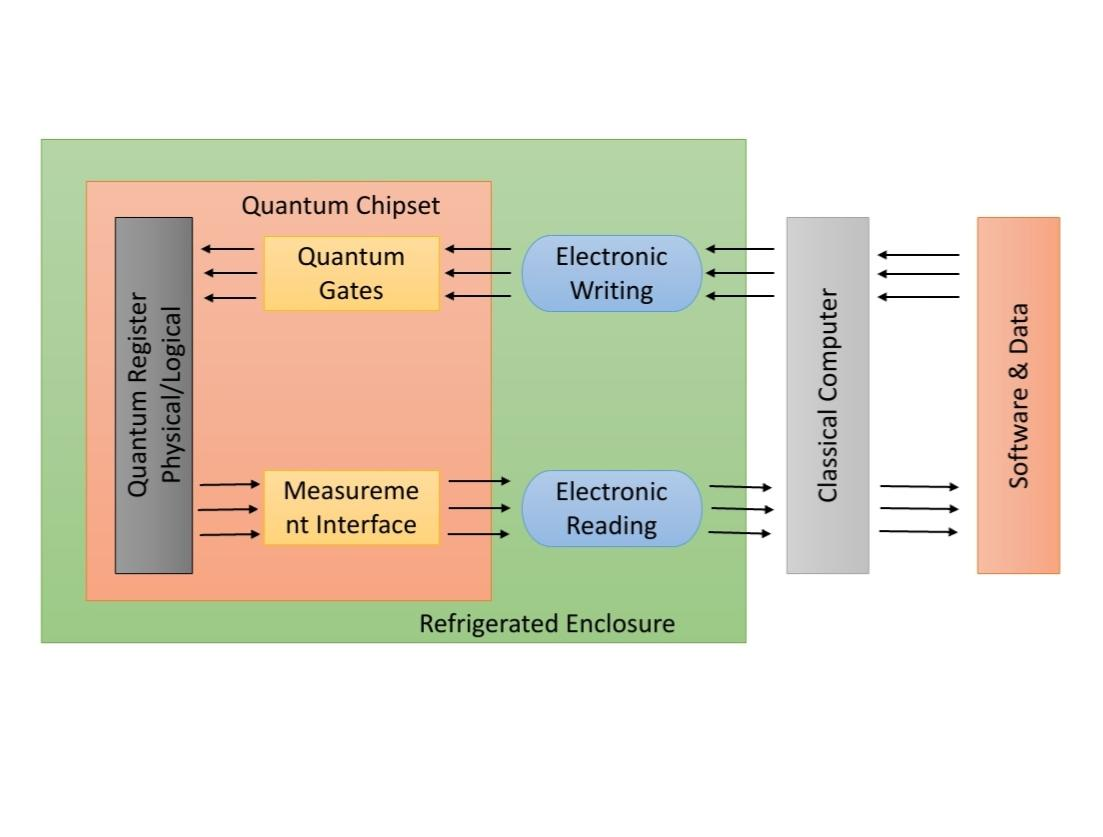 Quantum Chipset
Quantum Register
Physical/Logical
Quantum
Gates
Electronic
Writing
Classical Computer
Software & Data
Measureme
nt Interface
Electronic
Reading
Refrigerated Enclosure